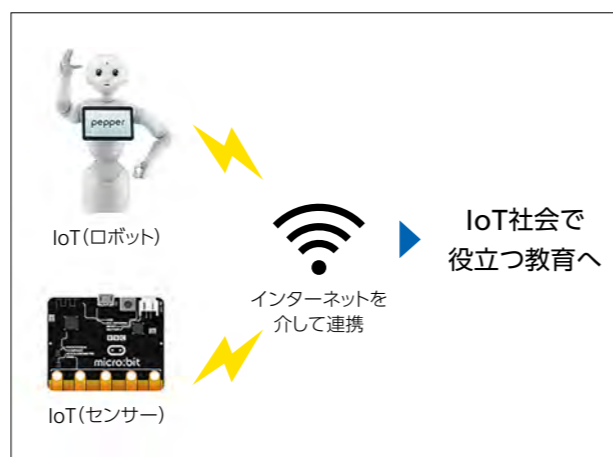 pepper
IoT（ロボット）
インターネットを
介して連携
IoT社会で
役立つ教育へ
BBC
micro:bit
IoT（センサー）